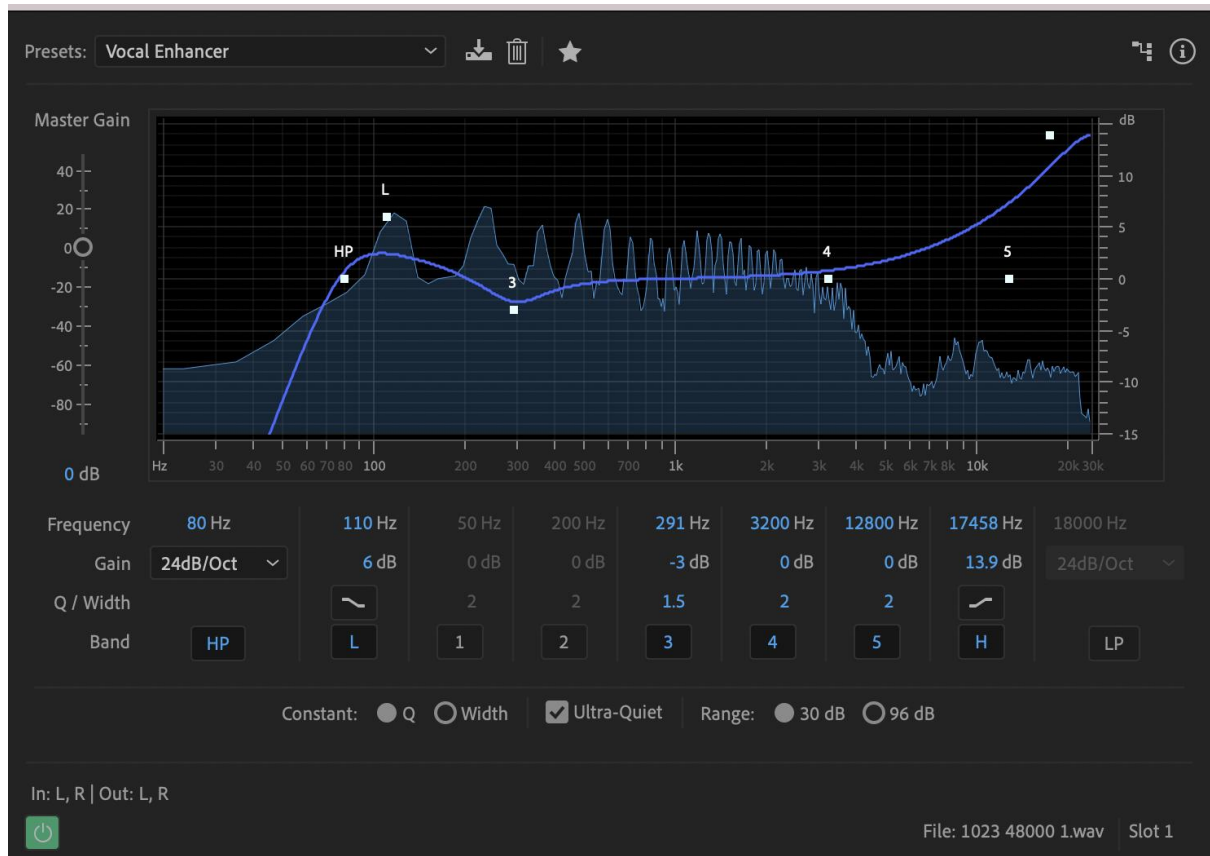 Presets: Vocal Enhancer
Master Gain
dB
40
20
0
-20
-40
-60
-80
0 dB
L
HP
3
4
5
10
5
0
-5
-10
-15
Hz 30 40 50 60 70 80 100 200 300 400 500 700 1k 2k 3k 4k 5k 6k 7k 8k 10k 20k 30k
Frequency 80 Hz 110 Hz 50 Hz 200 Hz 291 Hz 3200 Hz 12800 Hz 17458 Hz 18000 Hz
Gain 24dB/Oct 6 dB 0 dB 0 dB -3 dB 0 dB 0 dB 13.9 dB 24dB/Oct
Q / Width 2 2 1.5 2 2
Band HP L 1 2 3 4 5 H LP
Constant: Q Width Ultra-Quiet Range: 30 dB 96 dB
In: L, R | Out: L, R
File: 1023 48000 1.wav Slot 1